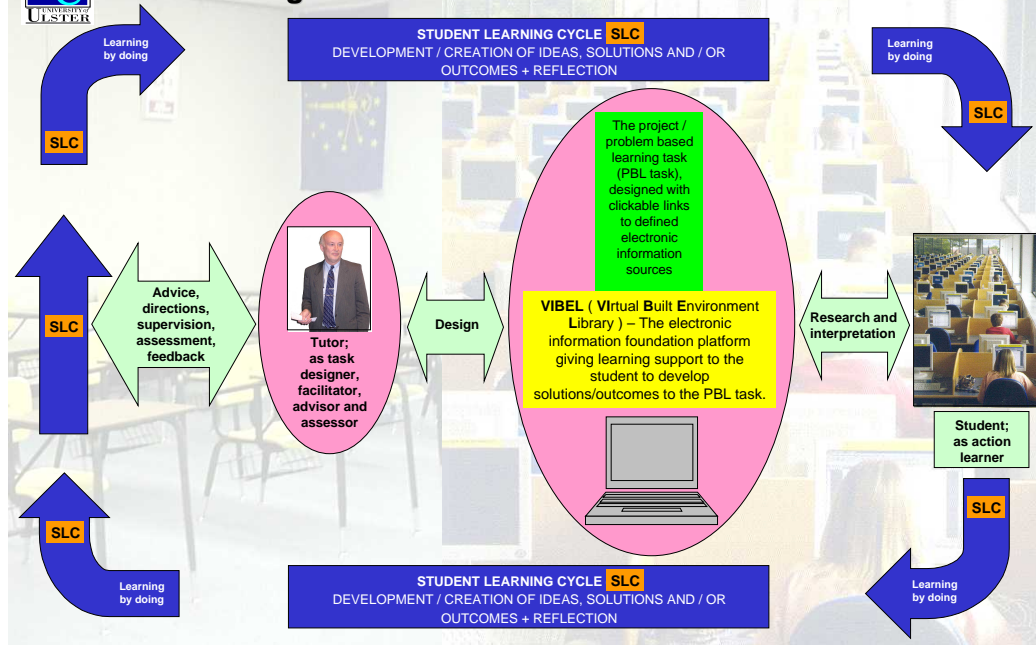 UNIVERSITY of
ULSTER
STUDENT LEARNING CYCLE SLC
DEVELOPMENT / CREATION OF IDEAS, SOLUTIONS AND / OR
OUTCOMES + REFLECTION
Learning
by doing
SLC
Learning
by doing
SLC
The project /
problem based
learning task
(PBL task),
designed with
clickable links
to defined
electronic
information
sources
SLC
Advice,
directions,
supervision,
assessment,
feedback
Tutor;
as task
designer,
facilitator,
advisor and
assessor
Design
VIBEL ( VIrtual Built Environment
Library ) – The electronic
information foundation platform
giving learning support to the
student to develop
solutions/outcomes to the PBL task.
Research and
interpretation
Student;
as action
learner
SLC
Learning
by doing
SLC
Learning
by doing
STUDENT LEARNING CYCLE SLC
DEVELOPMENT / CREATION OF IDEAS, SOLUTIONS AND / OR
OUTCOMES + REFLECTION